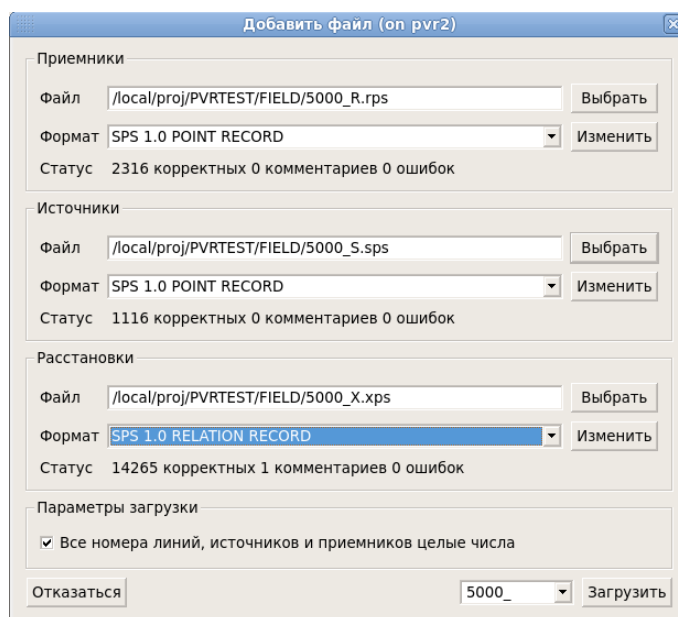 Добавить файл (on pvr2)
Приемники
Файл /local/proj/PVRTEST/FIELD/5000_R.rps Выбрать
Формат SPS 1.0 POINT RECORD Изменить
Статус 2316 корректных 0 комментариев 0 ошибок
Источники
Файл /local/proj/PVRTEST/FIELD/5000_S.sps Выбрать
Формат SPS 1.0 POINT RECORD Изменить
Статус 1116 корректных 0 комментариев 0 ошибок
Расстановки
Файл /local/proj/PVRTEST/FIELD/5000_X.xps Выбрать
Формат SPS 1.0 RELATION RECORD Изменить
Статус 14265 корректных 1 комментариев 0 ошибок
Параметры загрузки
Все номера линий, источников и приемников целые числа
Отказаться 5000_ Загрузить